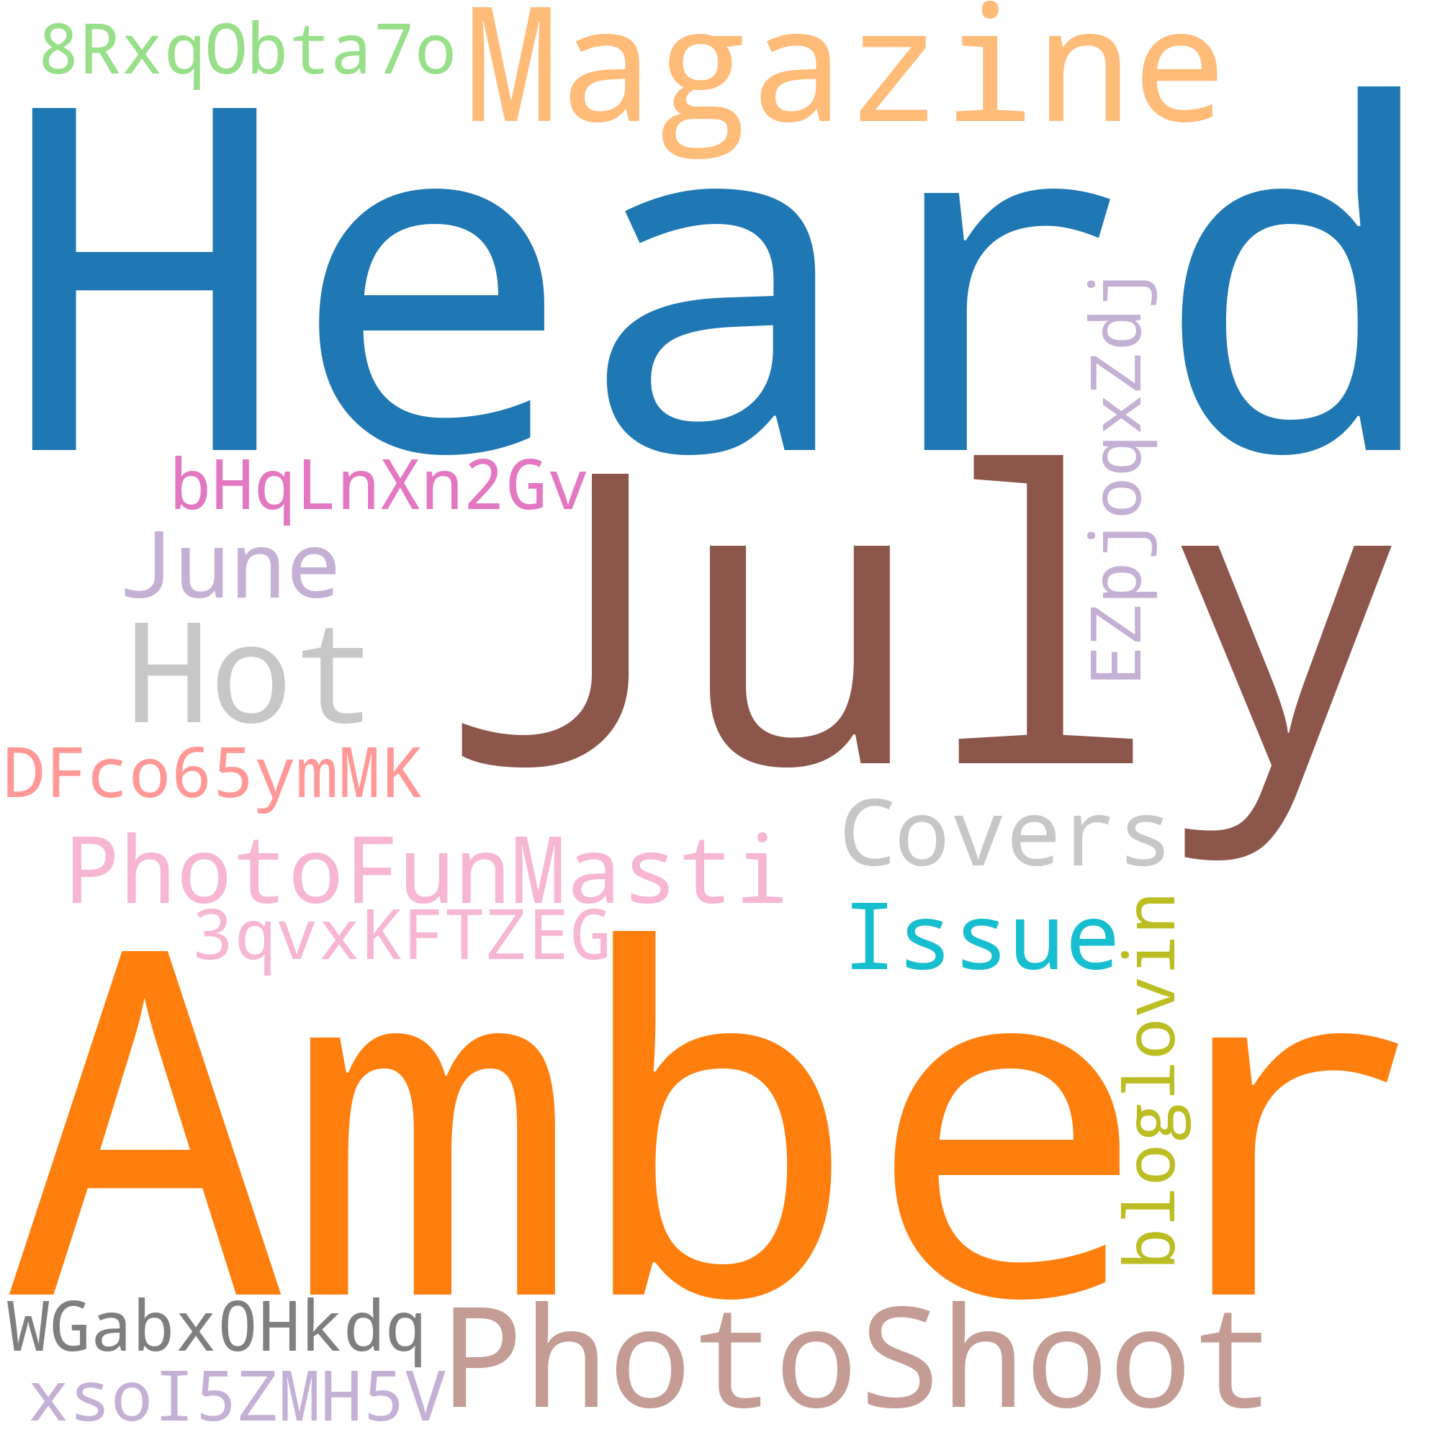 8RxqObta7o
Magazine
Heard
EZpjoqxZdj
bHqLnXn2Gv
July
June
Hot
DFco65ymMK
Covers
PhotoFunMasti
3qvxKFTZEG
Issue
bloglovin
Amber
WGabxOHkdq
PhotoShoot
xsoI5ZMH5V